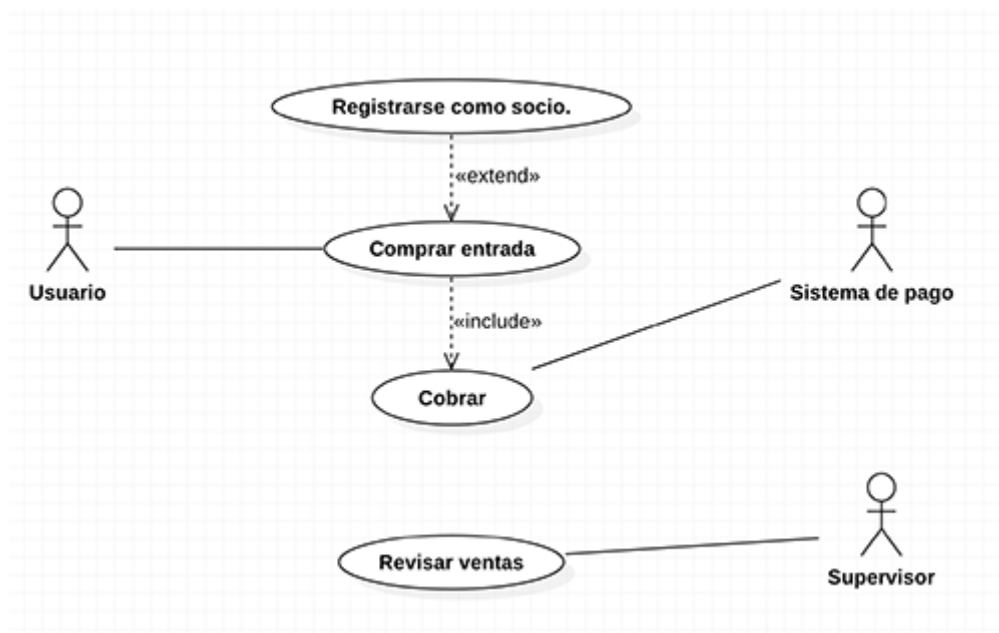 Registrarse como socio.
«extend»
Comprar entrada
Usuario
Sistema de pago
«include»
Cobrar
Revisar ventas
Supervisor